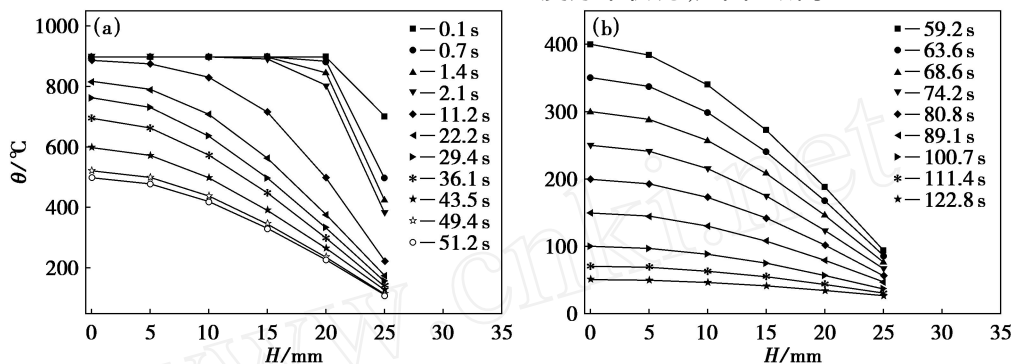 (a)
0.1 s
0.7 s
1.4 s
2.1 s
11.2 s
22.2 s
29.4 s
36.1 s
43.5 s
49.4 s
51.2 s
1000
800
600
400
200
θ/℃
0 5 10 15 20 25 30 35
H/mm
(b)
59.2 s
63.6 s
68.6 s
74.2 s
80.8 s
89.1 s
100.7 s
111.4 s
122.8 s
400
300
200
100
0
0 5 10 15 20 25 30 35
H/mm
www.cnki.net